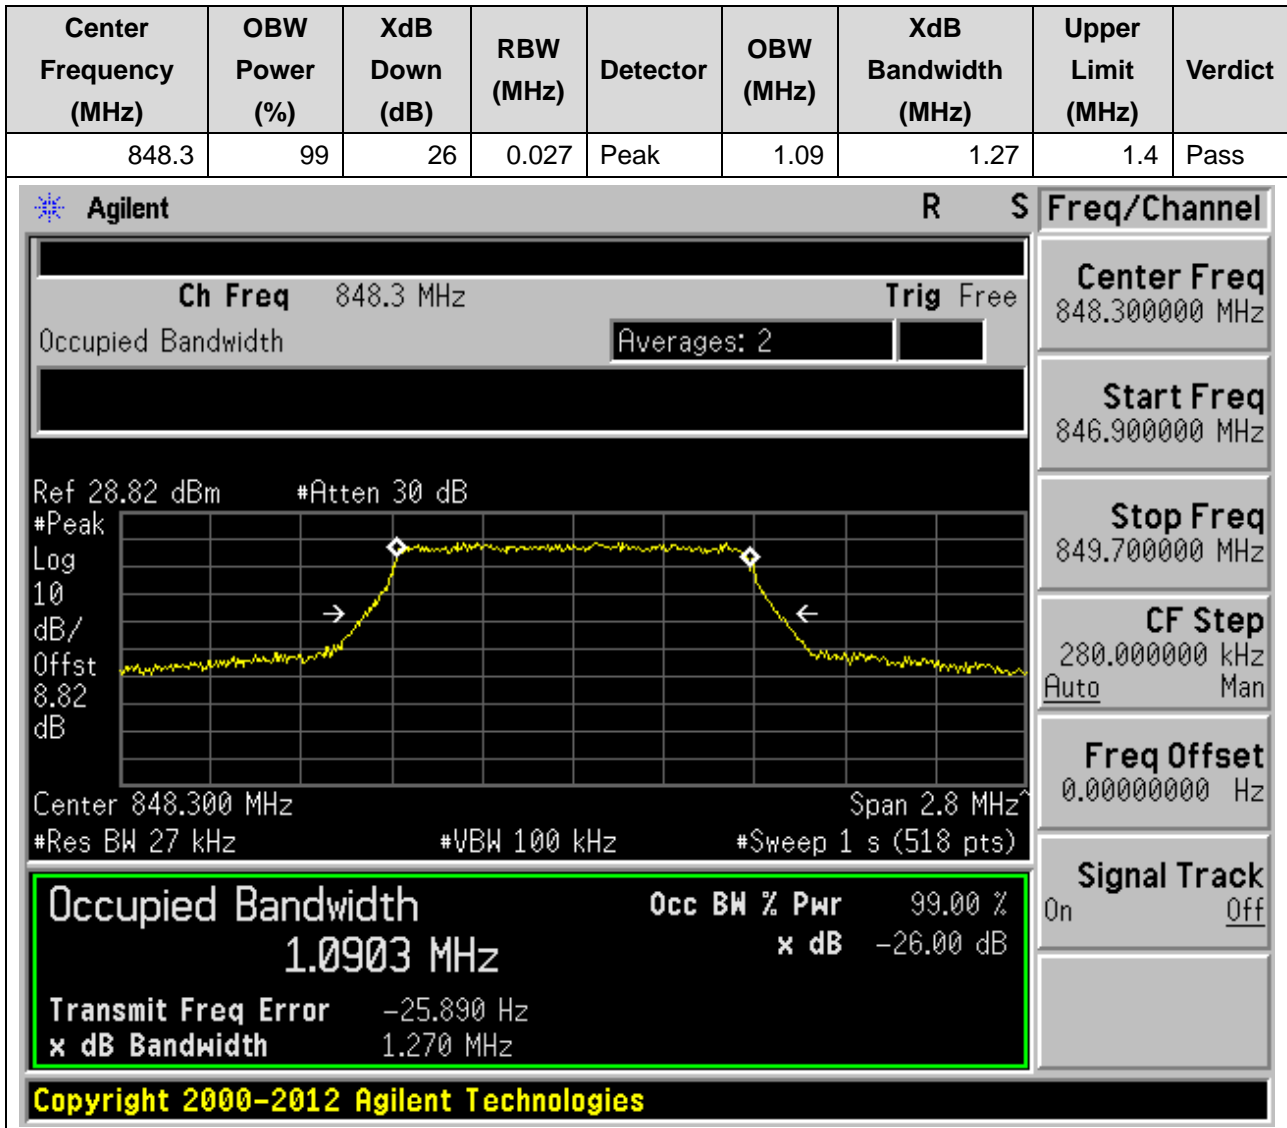 Center Frequency (MHz) OBW Power (%) XdB Down (dB) RBW (MHz) Detector OBW (MHz) XdB Bandwidth (MHz) Upper Limit (MHz) Verdict
848.3 99 26 0.027 Peak 1.09 1.27 1.4 Pass
Agilent R S Freq/Channel
Ch Freq 848.3 MHz Trig Free
Occupied Bandwidth Averages: 2
Center Freq
848.300000 MHz
Start Freq
846.900000 MHz
Stop Freq
849.700000 MHz
CF Step
280.000000 kHz
Auto Man
Freq Offset
0.00000000 Hz
Signal Track
On Off
Ref 28.82 dBm #Atten 30 dB
#Peak
Log
10
dB/
Offst
8.82
dB
Center 848.300 MHz Span 2.8 MHz^
#Res BW 27 kHz #VBW 100 kHz #Sweep 1 s (518 pts)
Occupied Bandwidth Occ BW % Pwr 99.00 %
1.0903 MHz x dB -26.00 dB
Transmit Freq Error -25.890 Hz
x dB Bandwidth 1.270 MHz
Copyright 2000-2012 Agilent Technologies